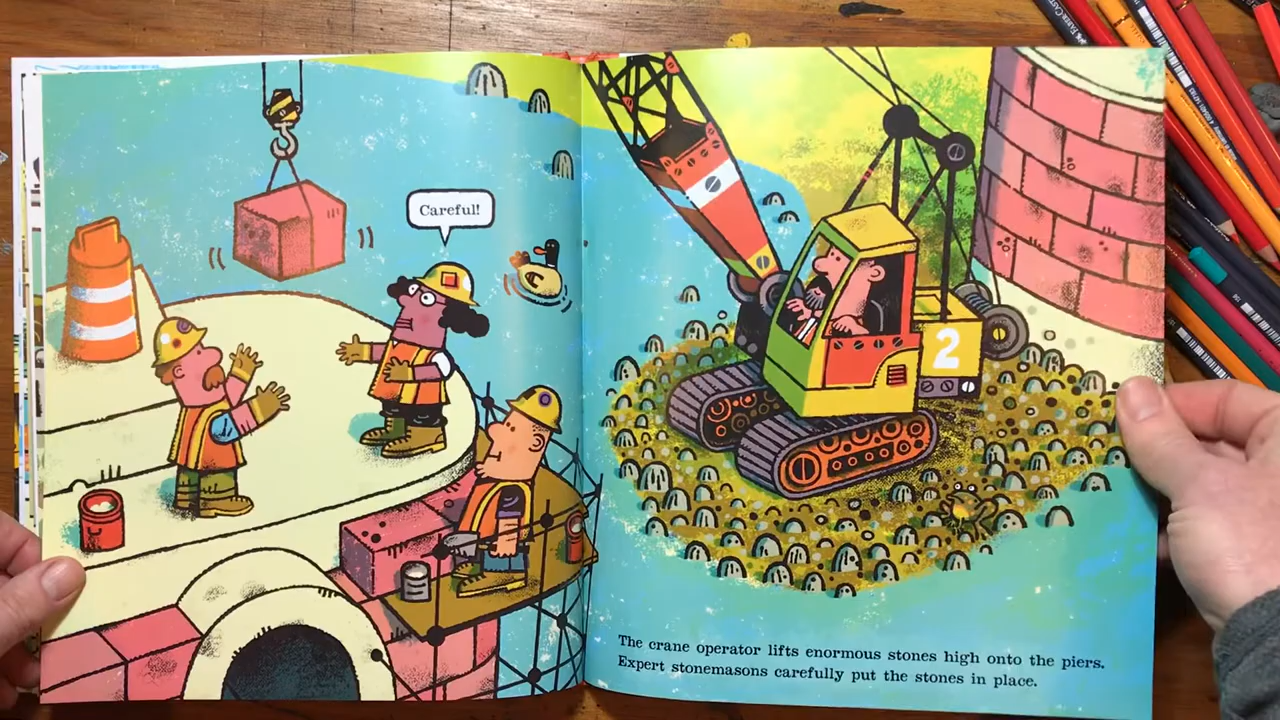 Careful!
C
2
The crane operator lifts enormous stones high onto the piers.
Expert stonemasons carefully put the stones in place.